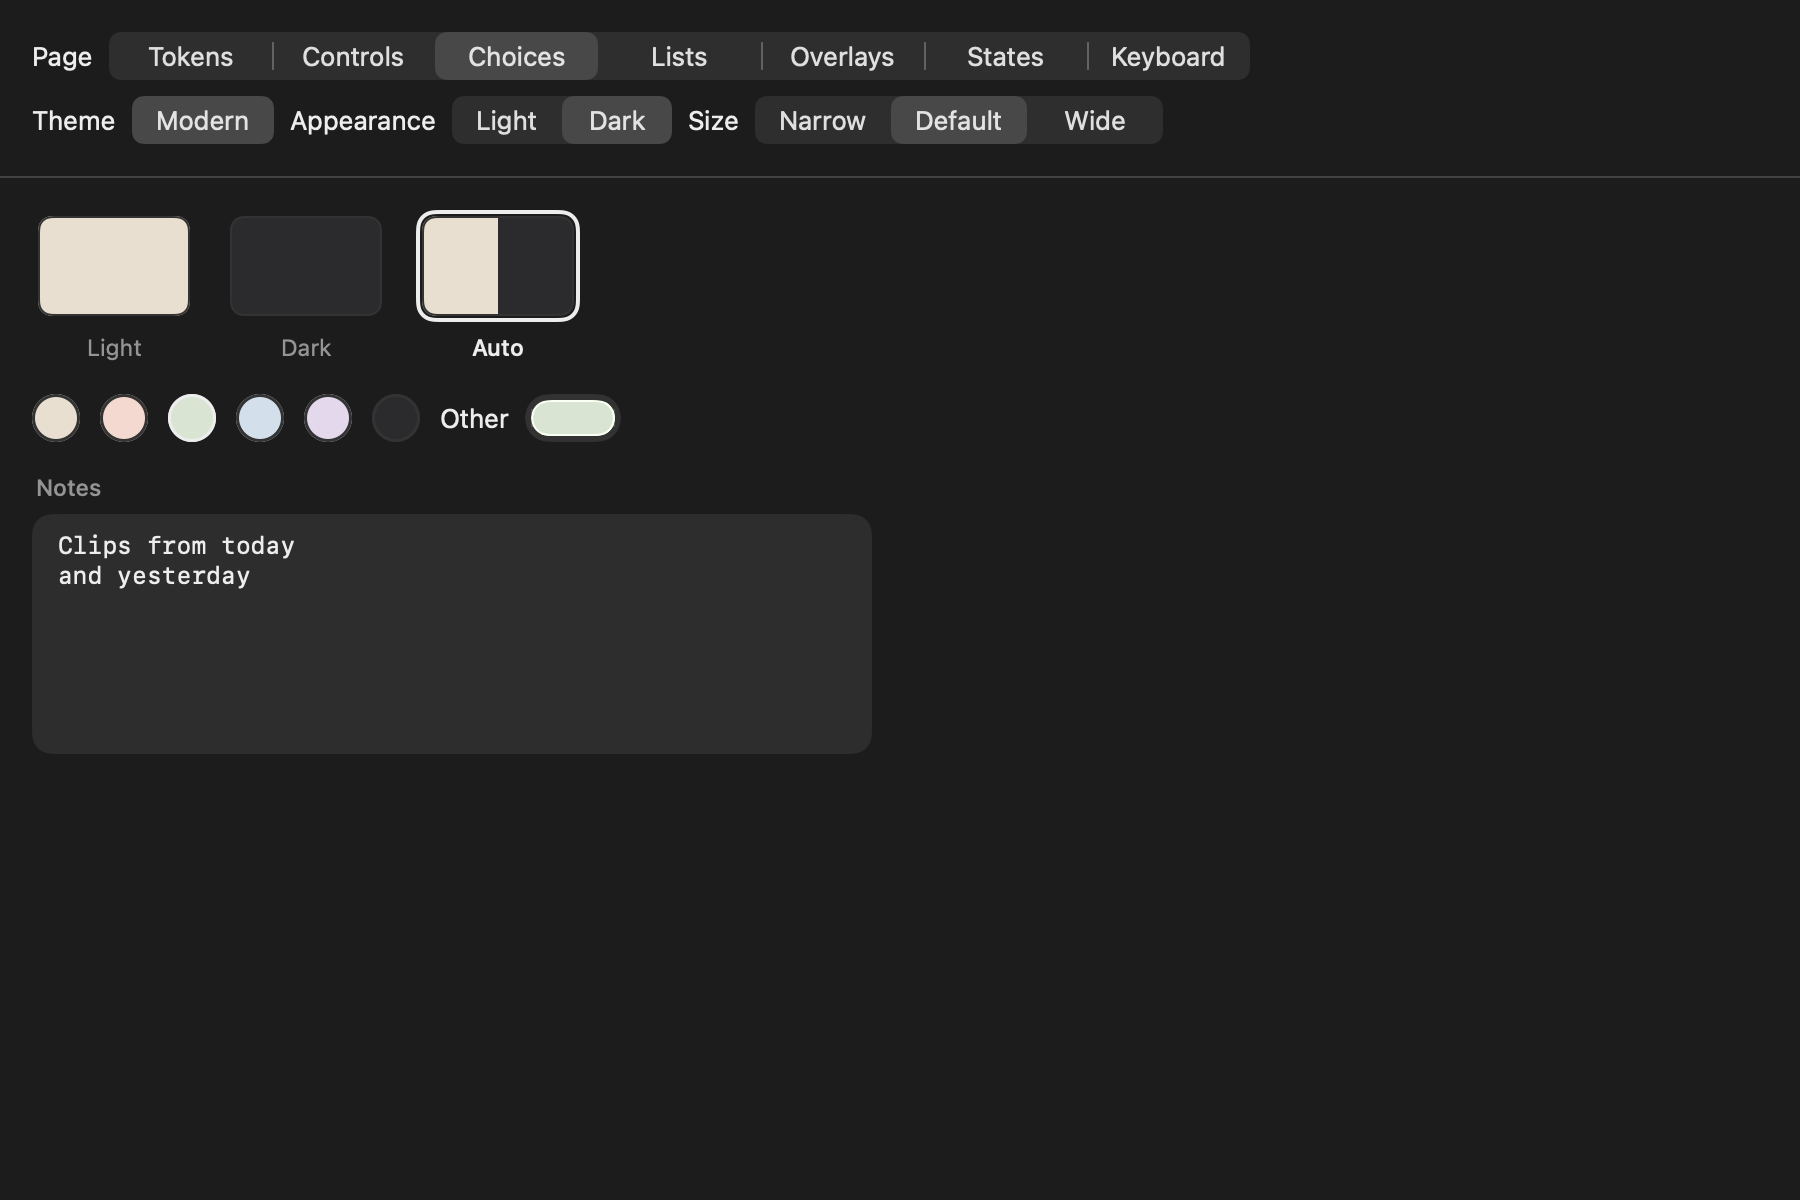 Page Tokens Controls Choices Lists Overlays States Keyboard
Theme Modern Appearance Light Dark Size Narrow Default Wide
Light Dark Auto
Other
Notes
Clips from today
and yesterday